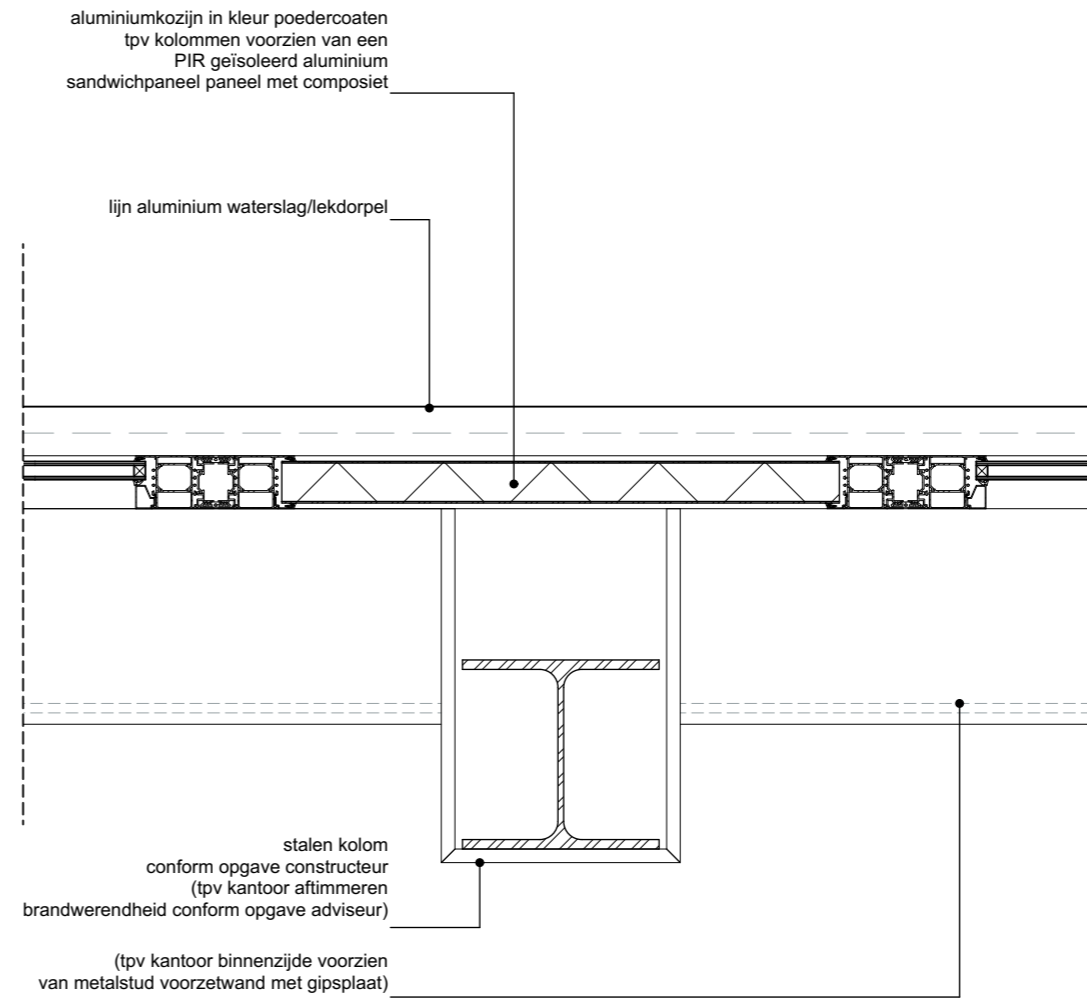 aluminiumkozijn in kleur poedercoaten
tpv kolommen voorzien van een
PIR geïsoleerd aluminium
sandwichpaneel paneel met composiet
lijn aluminium waterslag/lekdorpel
stalen kolom
conform opgave constructeur
(tpv kantoor aftimmeren
brandwerendheid conform opgave adviseur)
(tpv kantoor binnenzijde voorzien
van metalstud voorzetwand met gipsplaat)